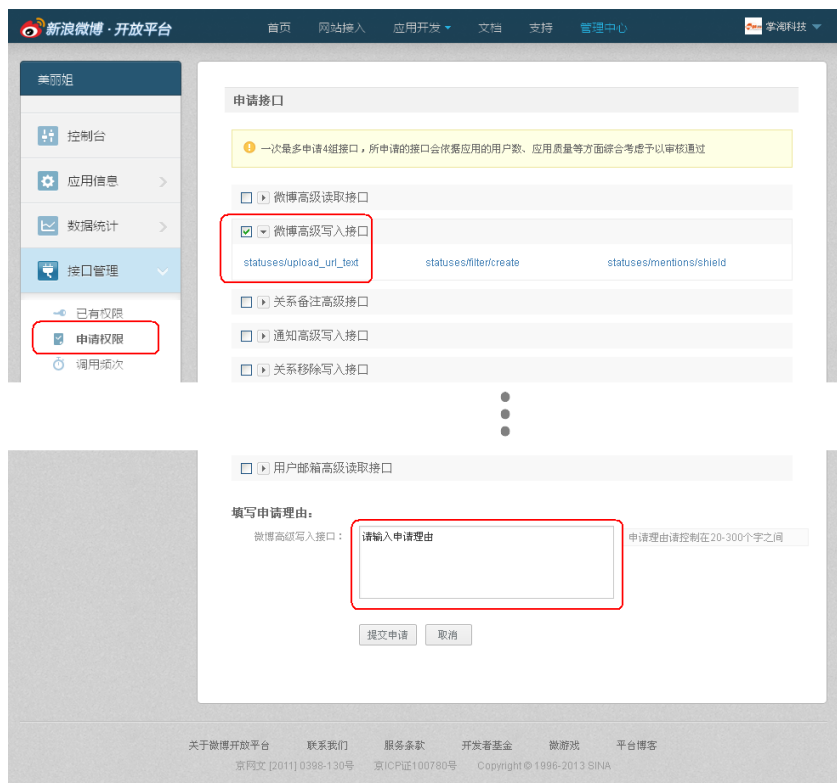 新浪微博 · 开放平台 首页 网站接入 应用开发 文档 支持 管理中心 掌淘科技
美丽姐
控制台
应用信息
数据统计
接口管理
已有权限
申请权限
调用频次
申请接口
一次最多申请4组接口，所申请的接口会依据应用的用户数、应用质量等方面综合考虑予以审核通过
微博高级读取接口
微博高级写入接口
statuses/upload_url_text statuses/filter/create statuses/mentions/shield
关系备注高级接口
通知高级写入接口
关系移除写入接口
用户邮箱高级读取接口
填写申请理由：
微博高级写入接口： 请输入申请理由 申请理由请控制在20-300个字之间
提交申请 取消
关于微博开放平台 联系我们 服务条款 开发者基金 微游戏 平台博客
京网文 [2011] 0398-130号 京ICP证100780号 Copyright © 1996-2013 SINA